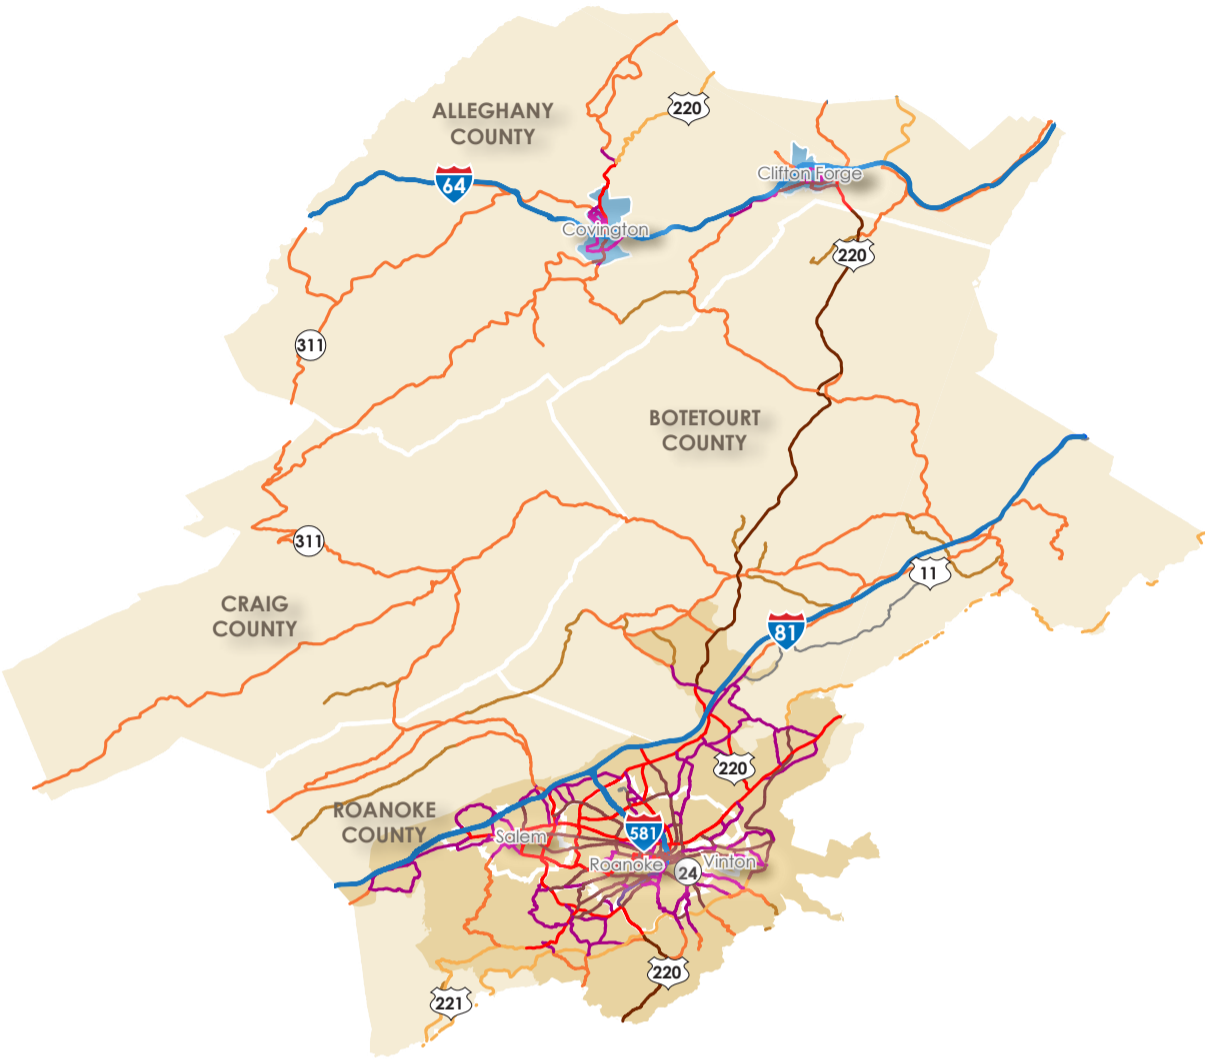 ALLEGHANY
COUNTY
220
Clifton Forge
64
Covington
220
311
BOTETOURT
COUNTY
311
11
CRAIG
COUNTY
81
220
ROANOKE
COUNTY
Salem
581
Roanoke
Vinton
24
220
221